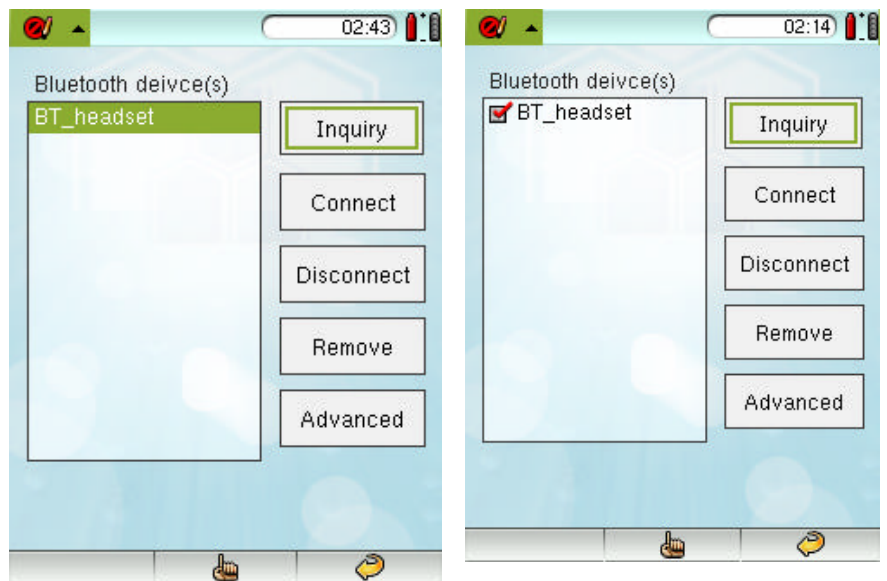 02:43
Bluetooth deivce(s)
BT_headset
Inquiry
Connect
Disconnect
Remove
Advanced
02:14
Bluetooth deivce(s)
BT_headset
Inquiry
Connect
Disconnect
Remove
Advanced